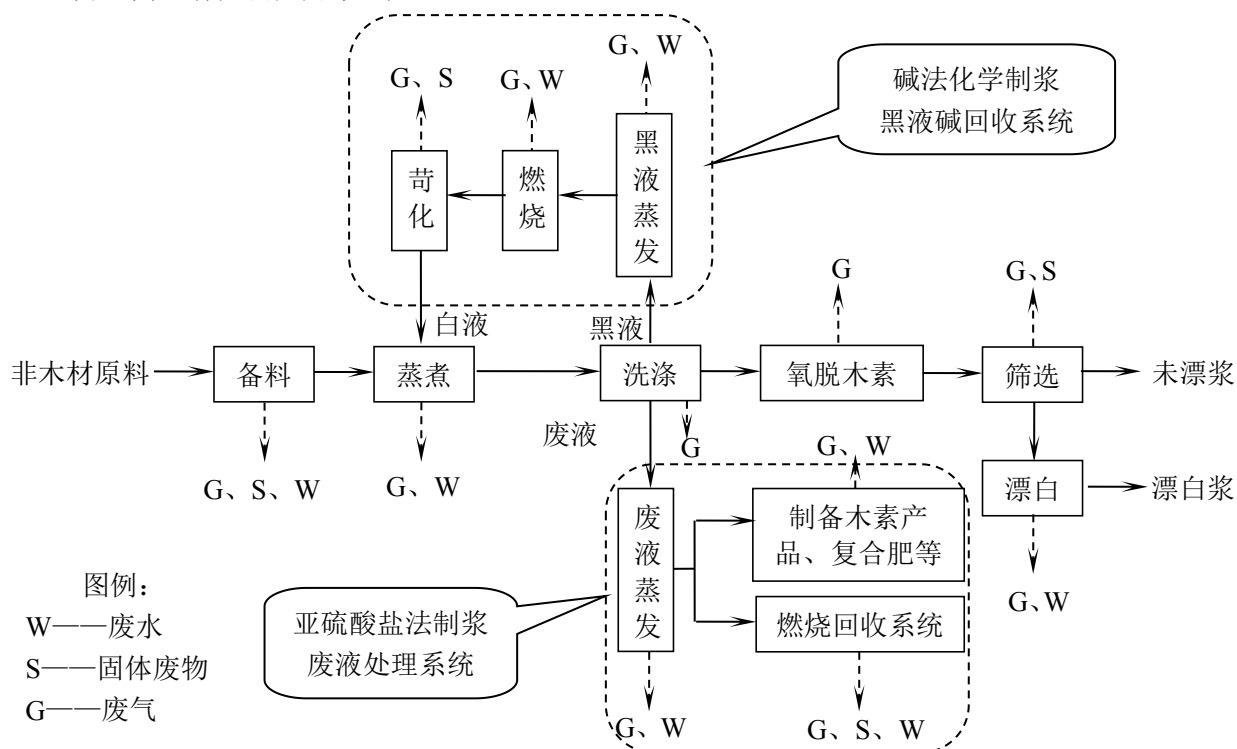 G、W
碱法化学制浆
黑液碱回收系统
G、S
G、W
黑液蒸发
燃烧
苛化
G
G、S
白液
黑液
非木材原料
备料
蒸煮
洗涤
氧脱木素
筛选
未漂浆
废液
G
G、W
G、S、W
G、W
漂白
漂白浆
废液蒸发
制备木素产
品、复合肥等
图例：
W——废水
S——固体废物
G——废气
亚硫酸盐法制浆
废液处理系统
燃烧回收系统
G、W
G、W
G、S、W